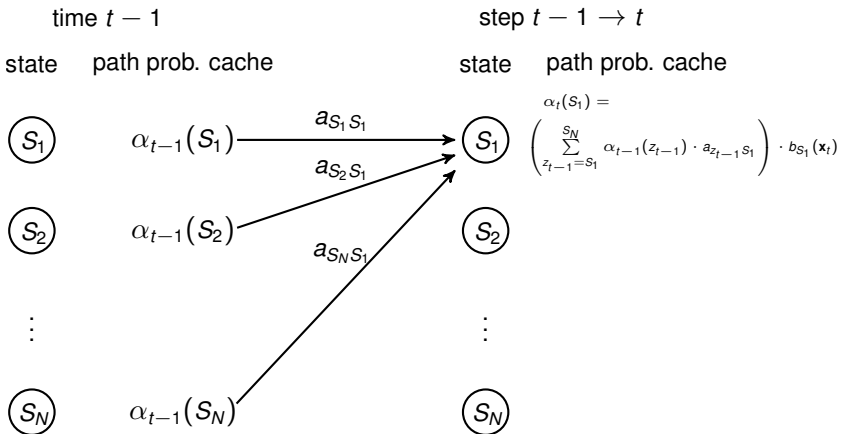 time t − 1 step t − 1 → t
state path prob. cache state path prob. cache
α_t(S_1) =
S_1 α_{t−1}(S_1) a_{S_1S_1} S_1 ( ∑_{z_{t−1}=S_1}^{S_N} α_{t−1}(z_{t−1}) · a_{z_{t−1}S_1} ) · b_{S_1}(x_t)
a_{S_2S_1}
S_2 α_{t−1}(S_2) S_2
a_{S_NS_1}
⋮ ⋮
S_N α_{t−1}(S_N) S_N